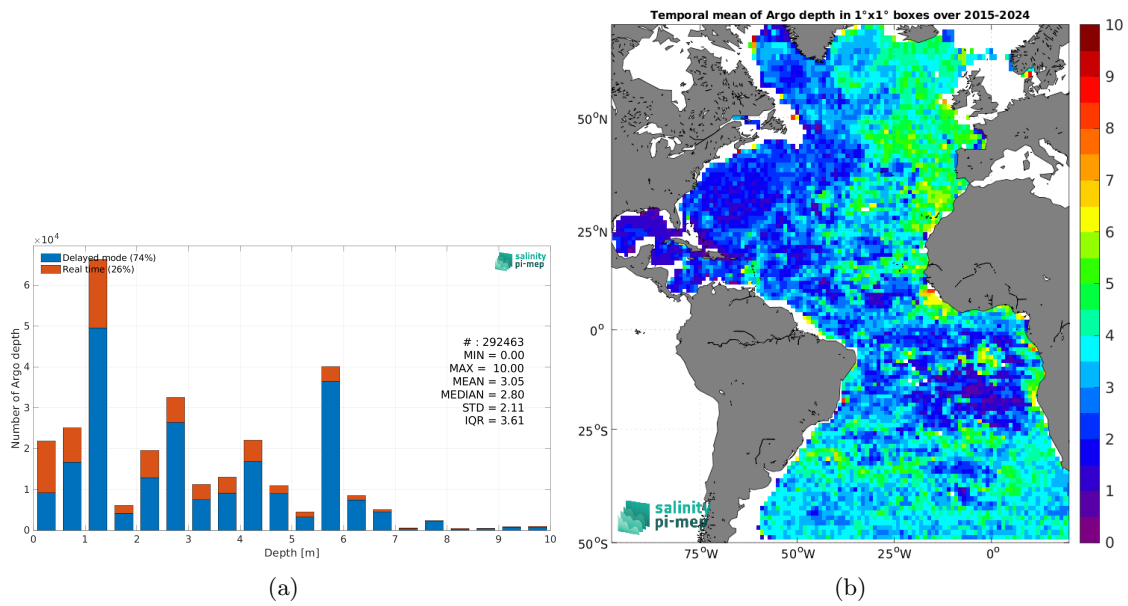 ×10⁴
Delayed mode (74%)
Real time (26%)
salinity
pi-mep
# : 292463
MIN = 0.00
MAX = 10.00
MEAN = 3.05
MEDIAN = 2.80
STD = 2.11
IQR = 3.61
Number of Argo depth
6
5
4
3
2
1
0
0 1 2 3 4 5 6 7 8 9 10
Depth [m]
(a)
Temporal mean of Argo depth in 1°x1° boxes over 2015-2024
50°N
25°N
0°
25°S
50°S
75°W 50°W 25°W 0°
salinity
pi-mep
10
9
8
7
6
5
4
3
2
1
0
(b)